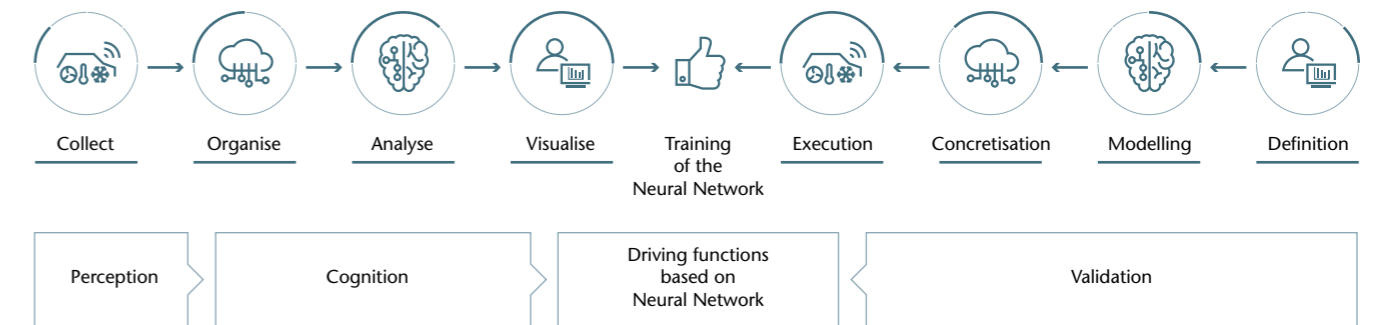 Collect
Organise
Analyse
Visualise
Training
of the
Neural Network
Execution
Concretisation
Modelling
Definition
Perception
Cognition
Driving functions
based on
Neural Network
Validation